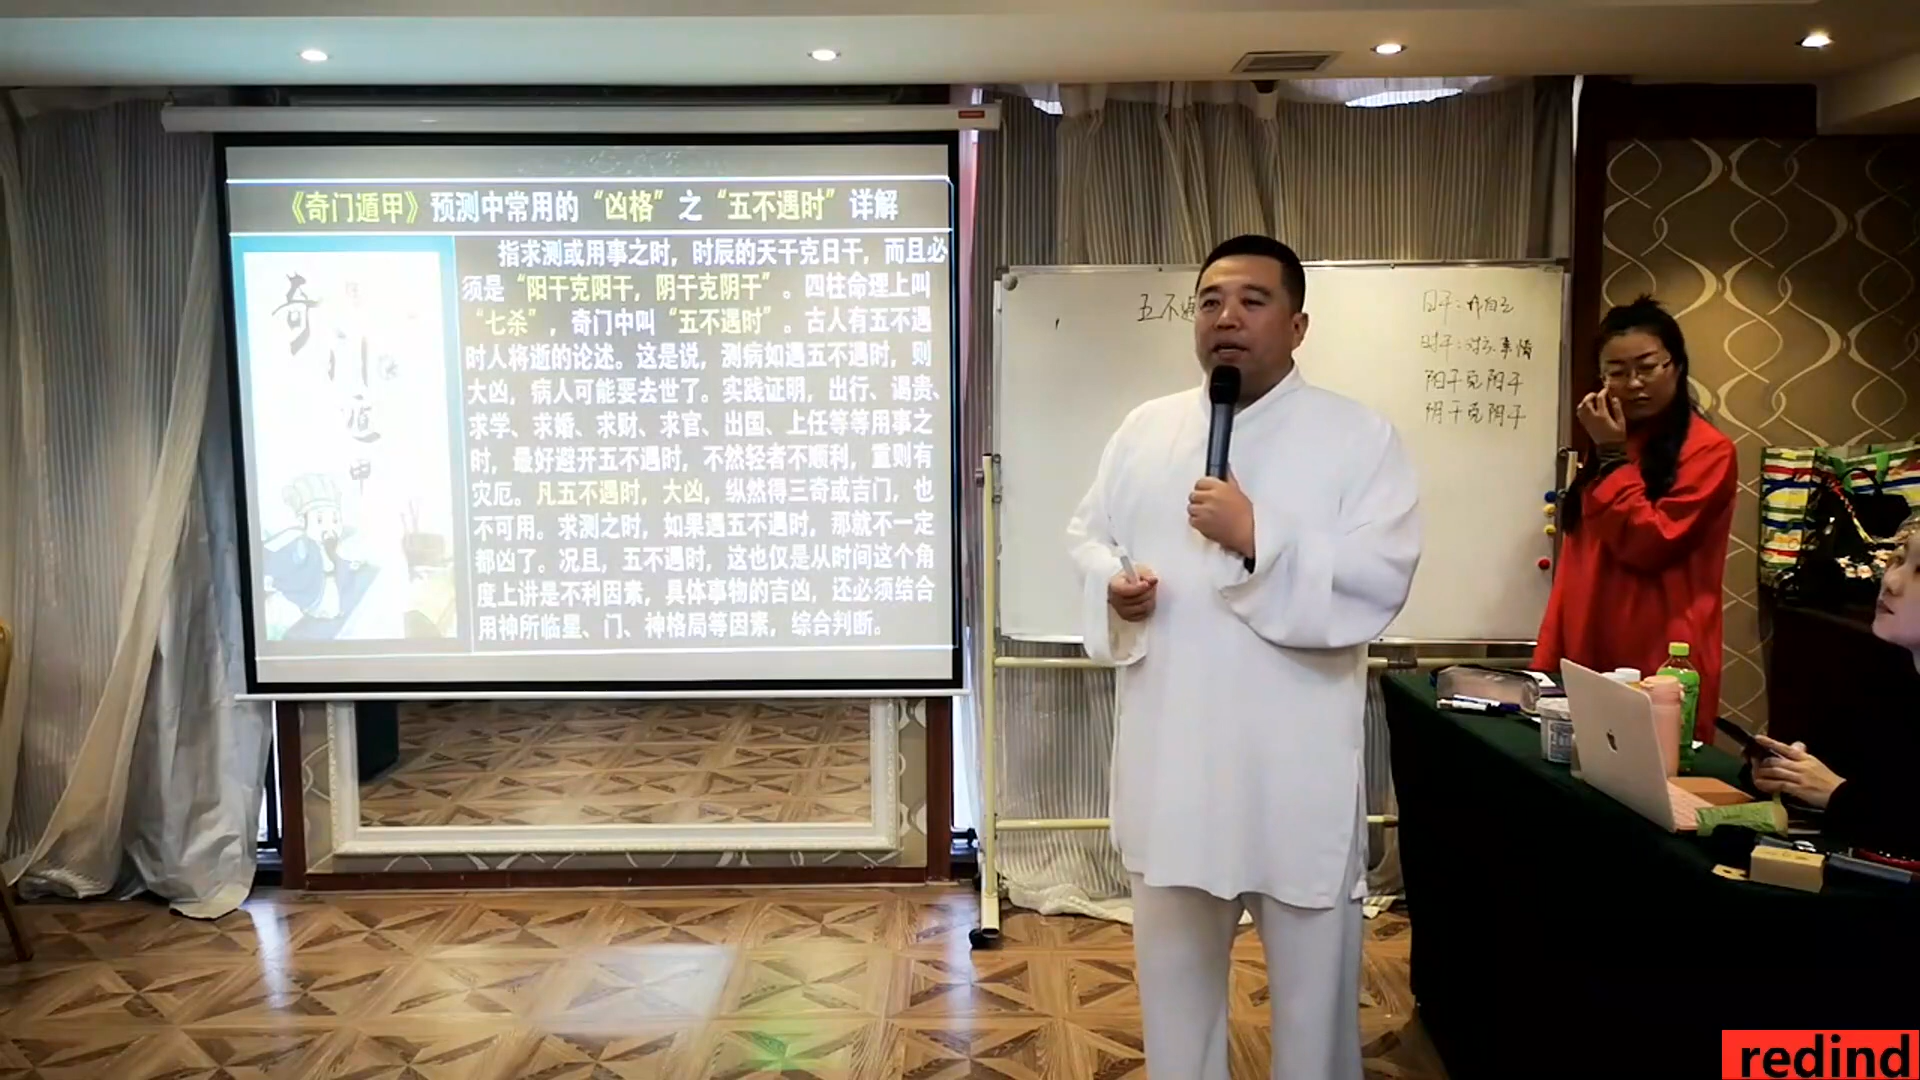 《奇门遁甲》预测中常用的“凶格”之“五不遇时”详解
指求测或用事之时，时辰的天干克日干，而且必
须是“阳干克阳干，阴干克阴干”。四柱命理上叫
“七杀”，奇门中叫“五不遇时”。古人有五不遇
时人将逝的论述。这是说，测病如遇五不遇时，则
大凶，病人可能要去世了。实践证明，出行、谒贵、
求学、求婚、求财、求官、出国、上任等等用事之
时，最好避开五不遇时，不然轻者不顺利，重则有
灾厄。凡五不遇时，大凶，纵然得三奇或吉门，也
不可用。求测之时，如果遇五不遇时，那就不一定
都凶了。况且，五不遇时，这也仅是从时间这个角
度上讲是不利因素，具体事物的吉凶，还必须结合
用神所临星、门、神格局等因素，综合判断。
奇
门
遁
甲
五不遇
日干：
时干：事情
阳干克阳干
阴干克阴干
redind